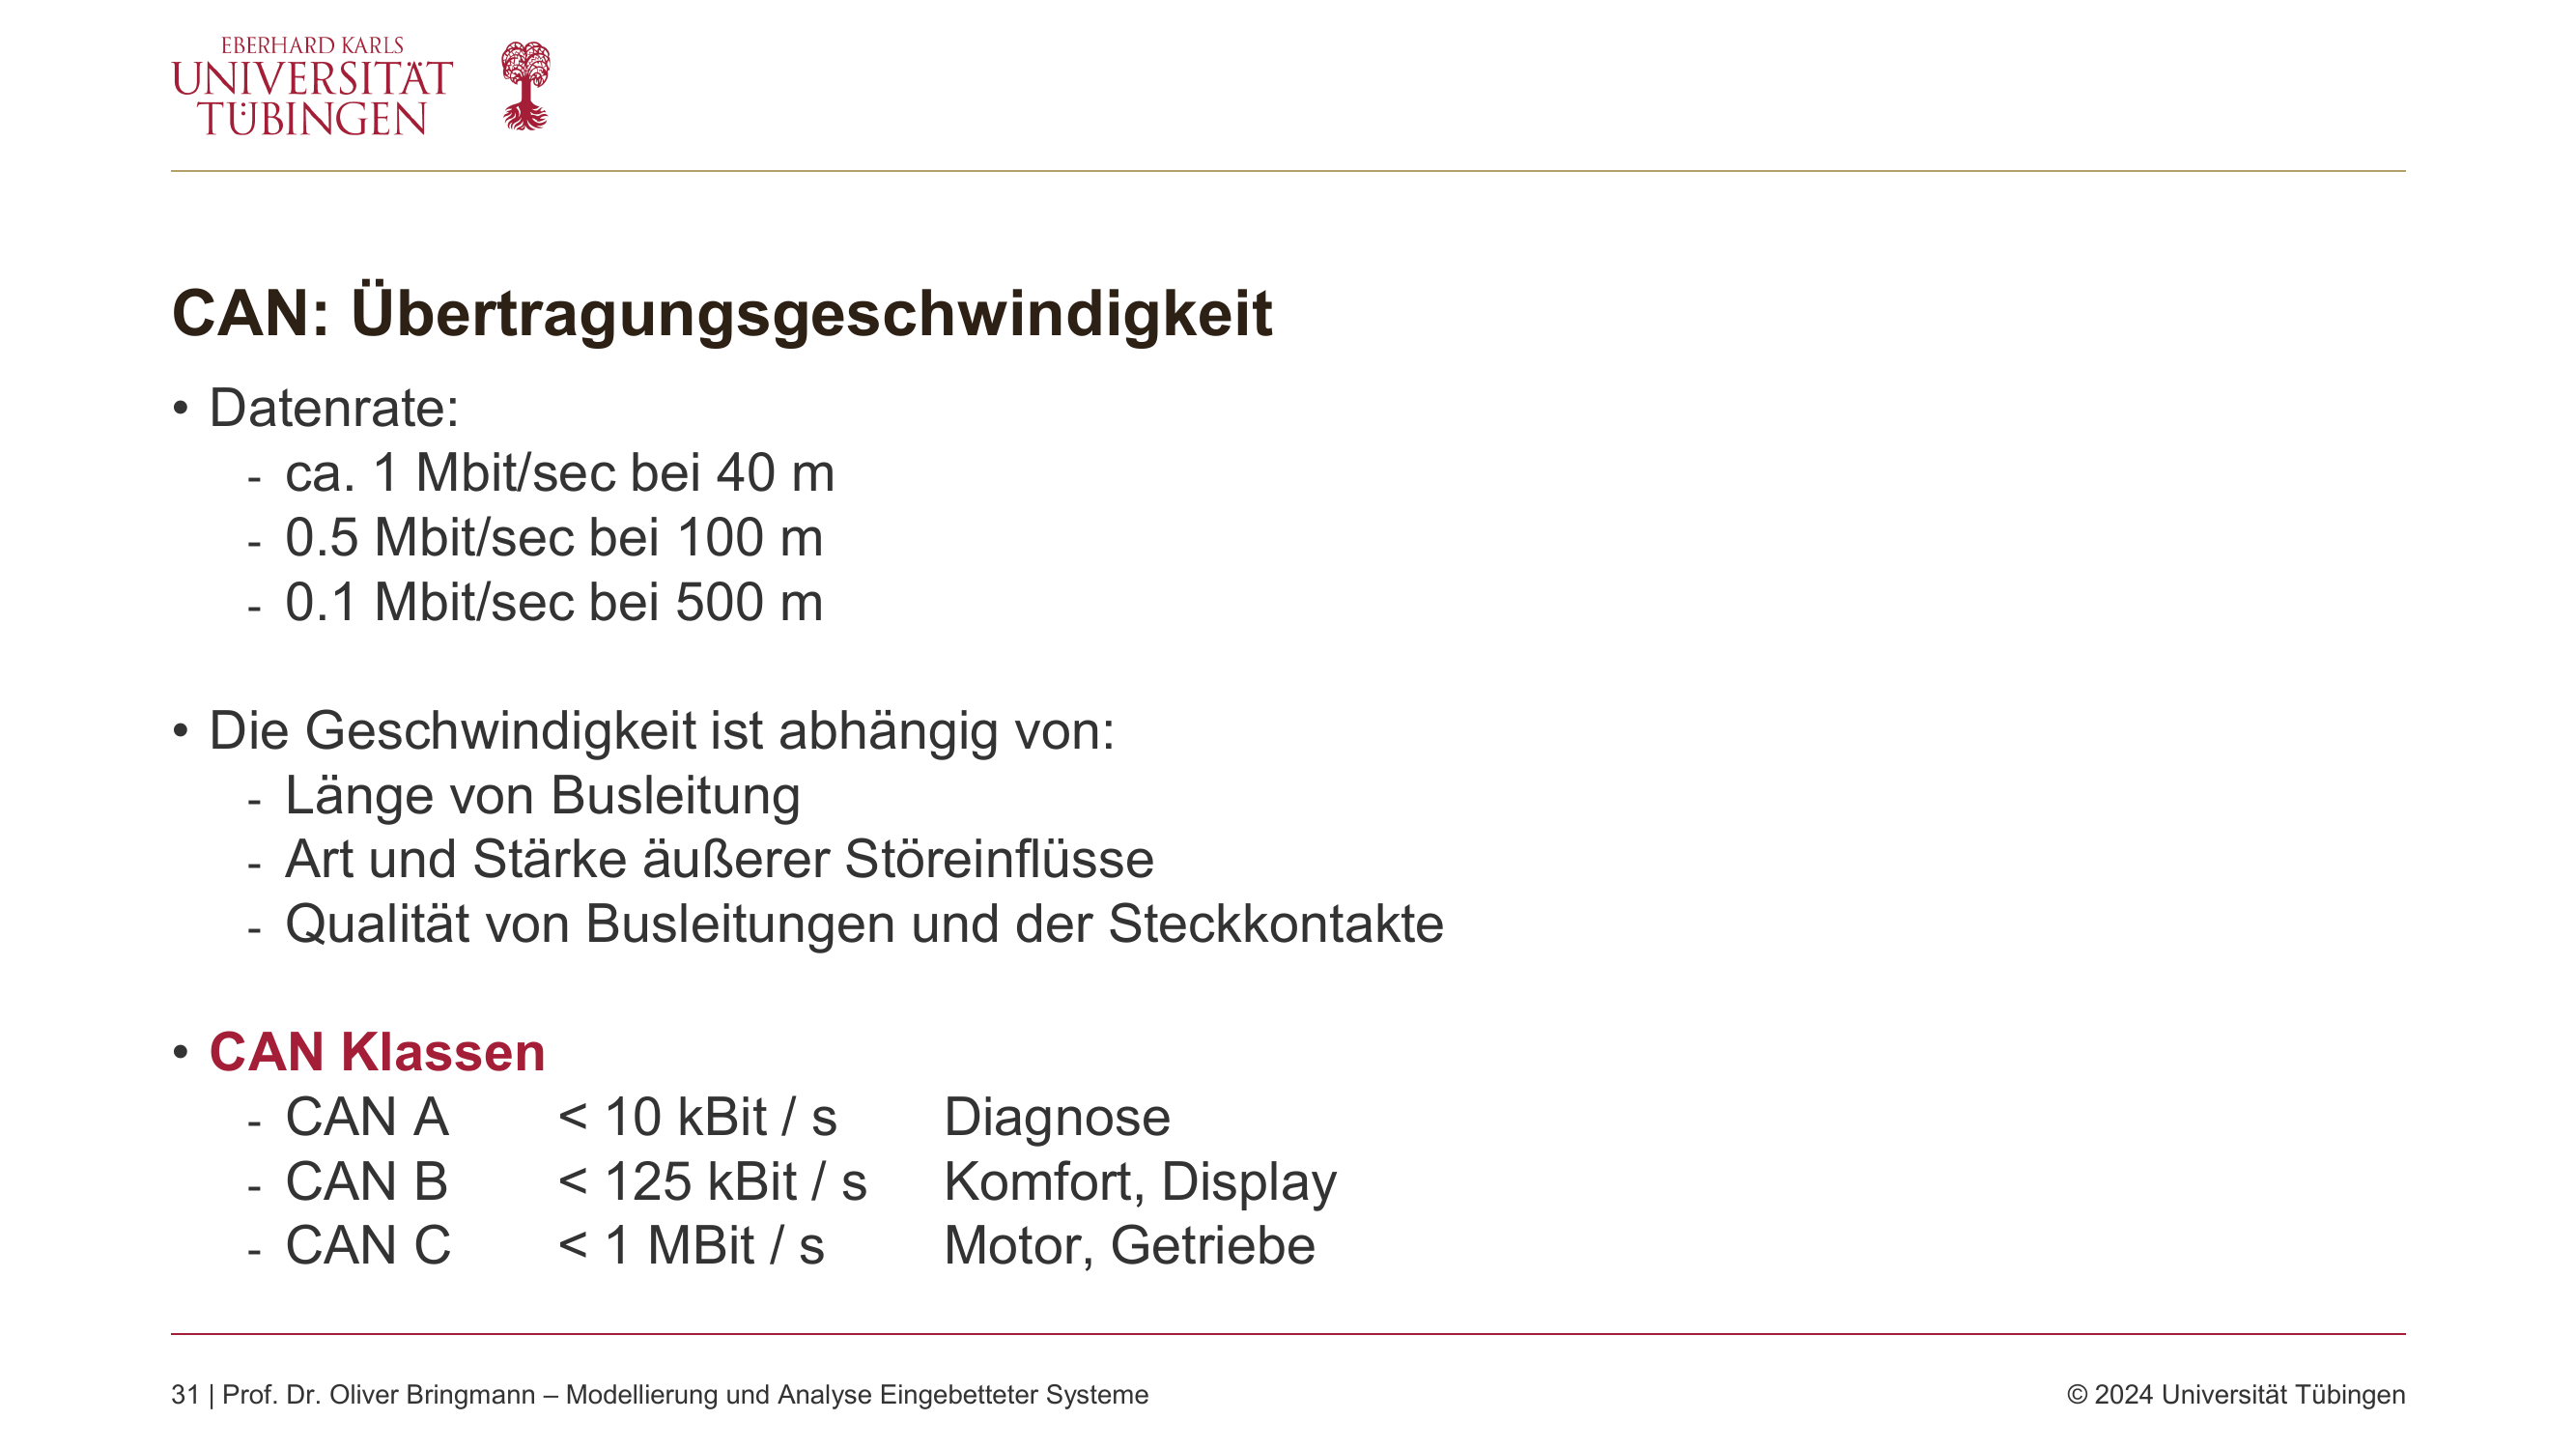 EBERHARD KARLS
UNIVERSITÄT
TÜBINGEN
CAN: Übertragungsgeschwindigkeit
• Datenrate:
- ca. 1 Mbit/sec bei 40 m
- 0.5 Mbit/sec bei 100 m
- 0.1 Mbit/sec bei 500 m
• Die Geschwindigkeit ist abhängig von:
- Länge von Busleitung
- Art und Stärke äußerer Störeinflüsse
- Qualität von Busleitungen und der Steckkontakte
• CAN Klassen
- CAN A < 10 kBit / s Diagnose
- CAN B < 125 kBit / s Komfort, Display
- CAN C < 1 MBit / s Motor, Getriebe
31 | Prof. Dr. Oliver Bringmann – Modellierung und Analyse Eingebetteter Systeme © 2024 Universität Tübingen